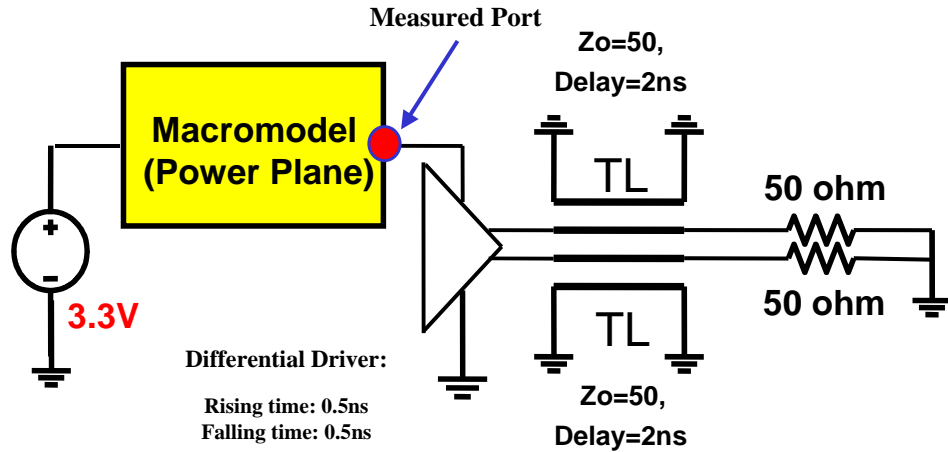 Measured Port
Zo=50,
Delay=2ns
Macromodel
(Power Plane)
TL
50 ohm
+
–
3.3V
50 ohm
TL
Differential Driver:
Rising time: 0.5ns
Falling time: 0.5ns
Zo=50,
Delay=2ns